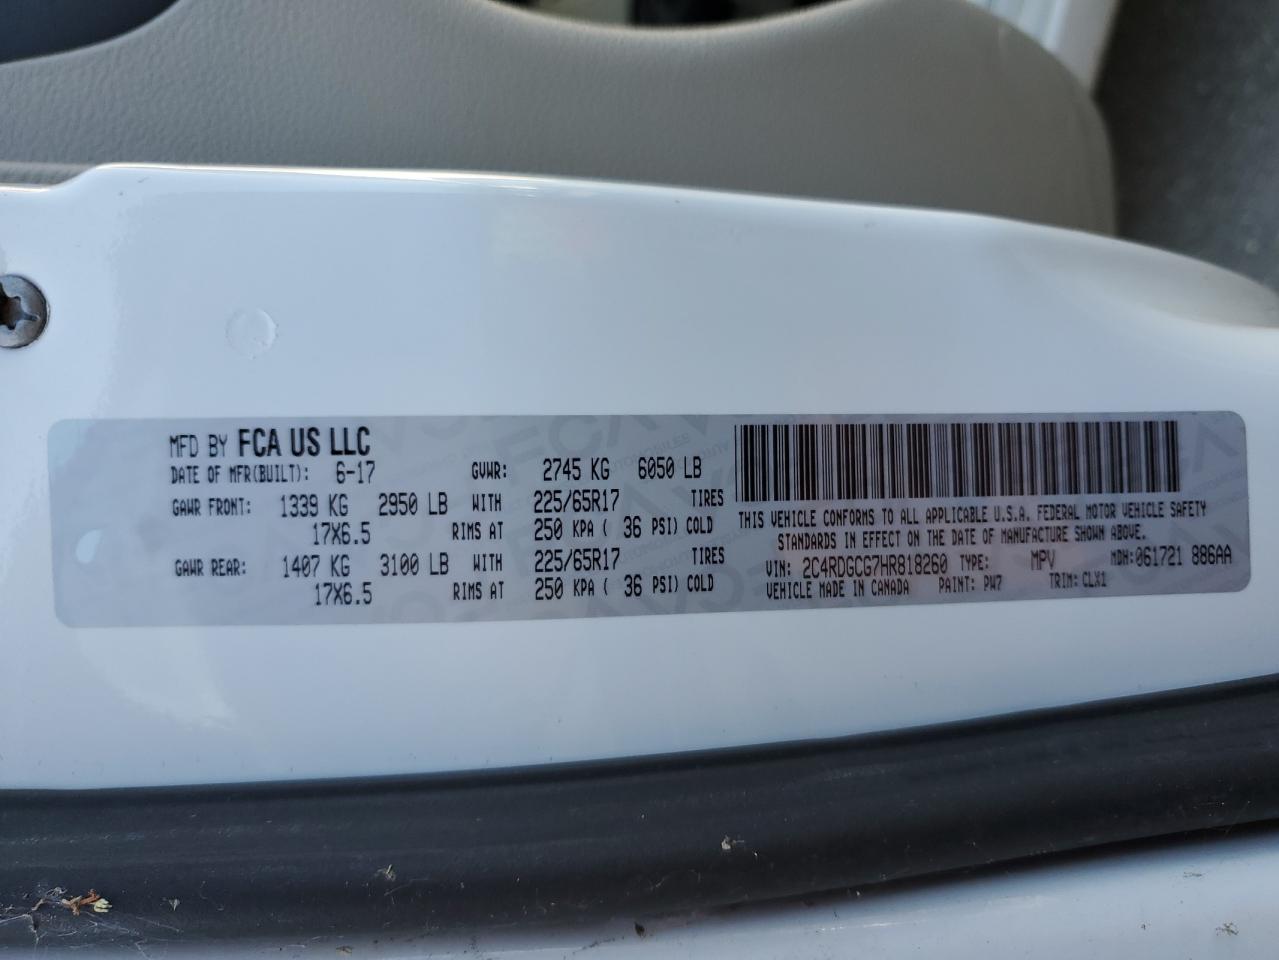 MFD BY FCA US LLC
DATE OF MFR(BUILT): 6-17 GVWR: 2745 KG 6050 LB
GAWR FRONT: 1339 KG 2950 LB WITH 225/65R17 TIRES
17X6.5 RIMS AT 250 KPA ( 36 PSI) COLD
GAWR REAR: 1407 KG 3100 LB WITH 225/65R17 TIRES
17X6.5 RIMS AT 250 KPA ( 36 PSI) COLD
THIS VEHICLE CONFORMS TO ALL APPLICABLE U.S.A. FEDERAL MOTOR VEHICLE SAFETY
STANDARDS IN EFFECT ON THE DATE OF MANUFACTURE SHOWN ABOVE.
VIN: 2C4RDGCG7HR818260 TYPE: MPV MDH:061721 886AA
VEHICLE MADE IN CANADA PAINT: PW7 TRIM:CLX1